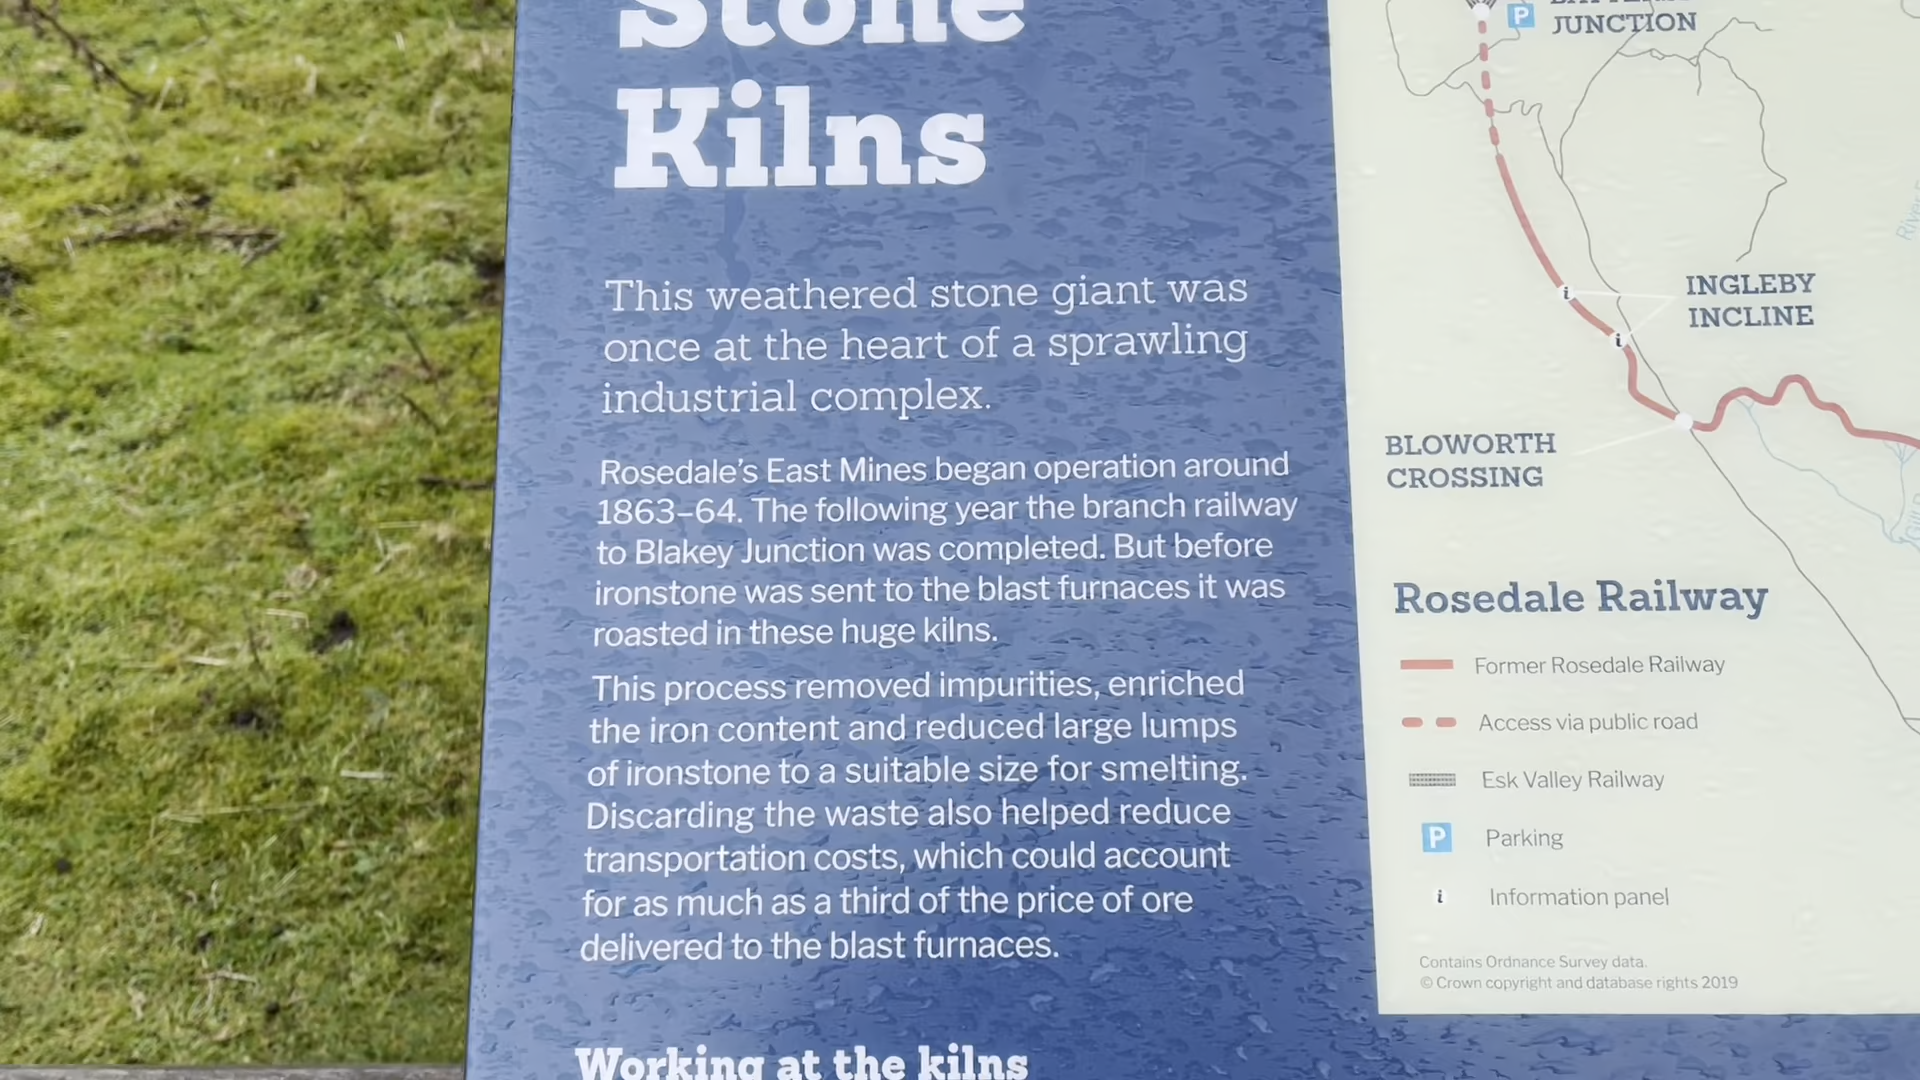 Stone
Kilns
This weathered stone giant was
once at the heart of a sprawling
industrial complex.
Rosedale's East Mines began operation around
1863–64. The following year the branch railway
to Blakey Junction was completed. But before
ironstone was sent to the blast furnaces it was
roasted in these huge kilns.
This process removed impurities, enriched
the iron content and reduced large lumps
of ironstone to a suitable size for smelting.
Discarding the waste also helped reduce
transportation costs, which could account
for as much as a third of the price of ore
delivered to the blast furnaces.
Working at the kilns
P
JUNCTION
River
i
INGLEBY
INCLINE
i
BLOWORTH
CROSSING
Rosedale Railway
Former Rosedale Railway
Access via public road
Esk Valley Railway
P Parking
i Information panel
Contains Ordnance Survey data.
© Crown copyright and database rights 2019